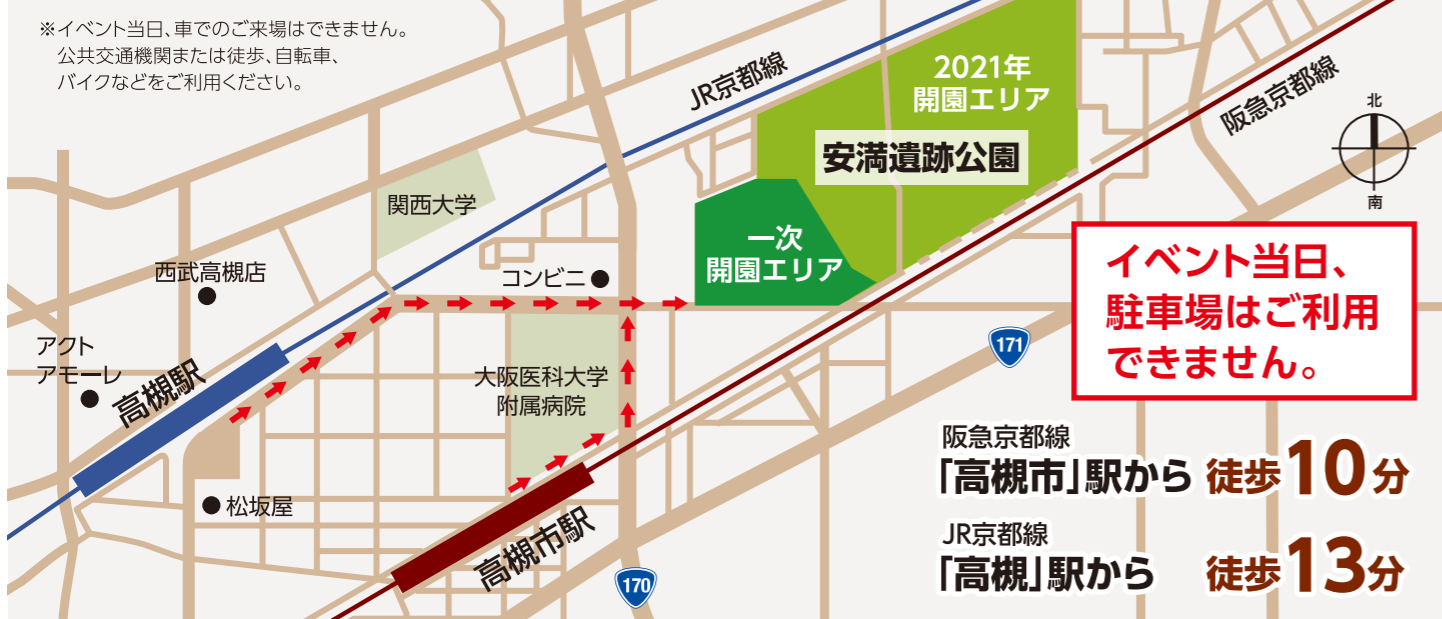 ※イベント当日、車でのご来場はできません。
公共交通機関または徒歩、自転車、
バイクなどをご利用ください。
JR京都線
2021年
開園エリア
阪急京都線
北
南
安満遺跡公園
関西大学
一次
開園エリア
イベント当日、
駐車場はご利用
できません。
西武高槻店
コンビニ
171
アクト
アモーレ
高槻駅
大阪医科大学
附属病院
阪急京都線
「高槻市」駅から 徒歩10分
松坂屋
高槻市駅
JR京都線
「高槻」駅から 徒歩13分
170